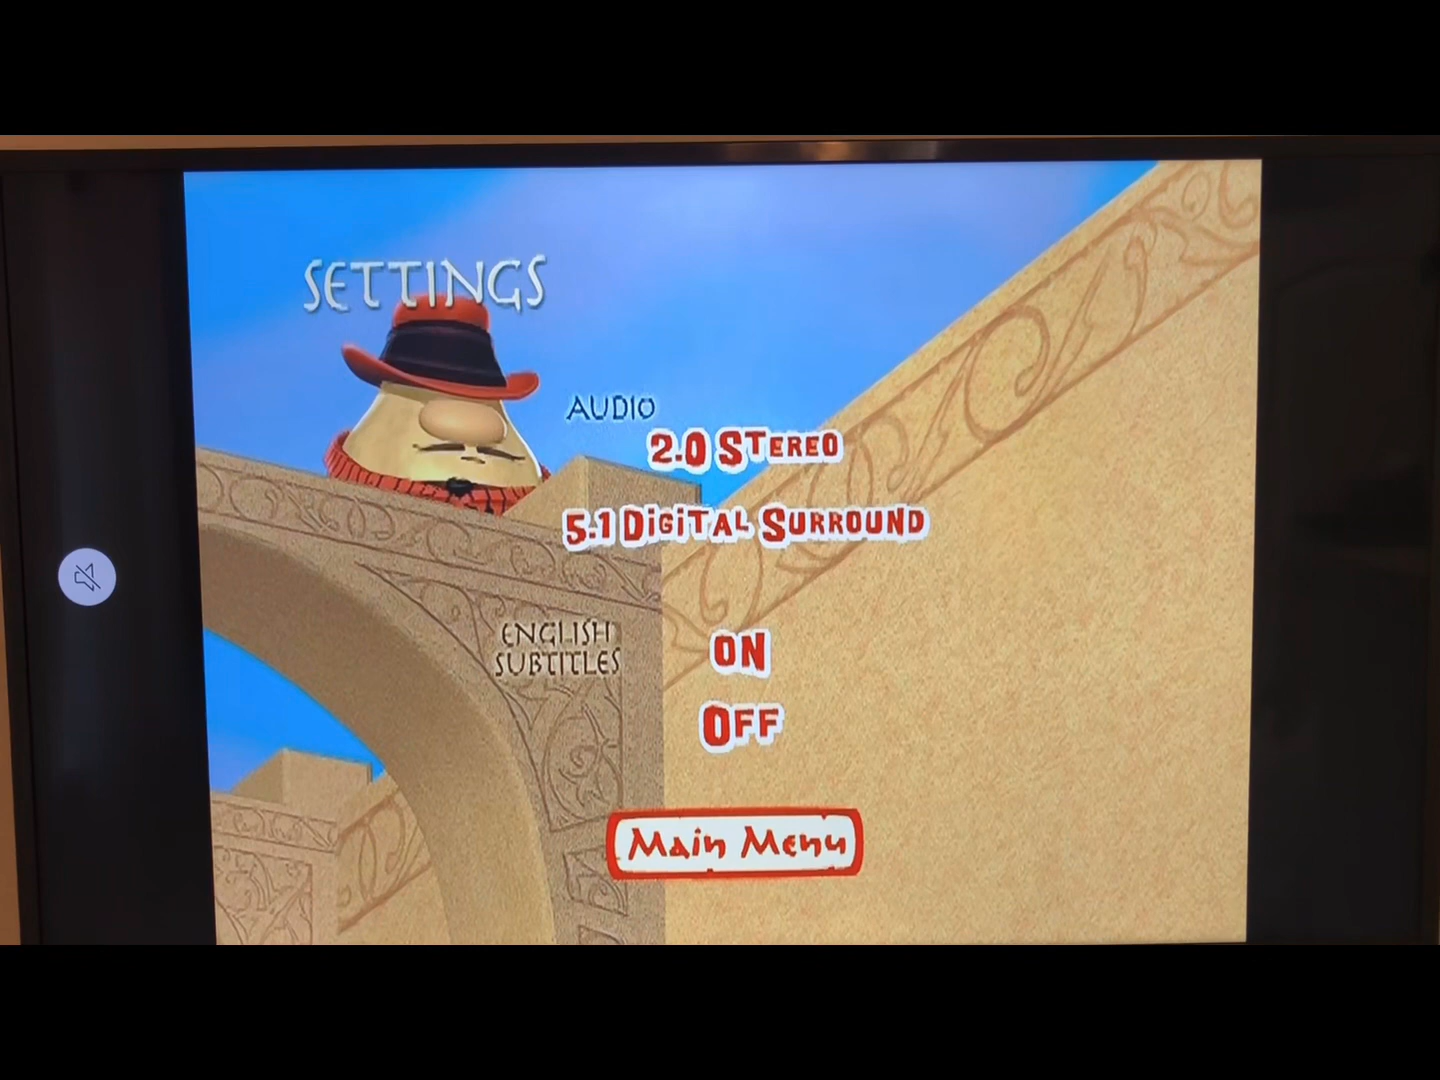 SETTINGS
AUDIO
2.0 STEREO
5.1 DIGITAL SURROUND
ENGLISH
SUBTITLES
ON
OFF
Main Menu